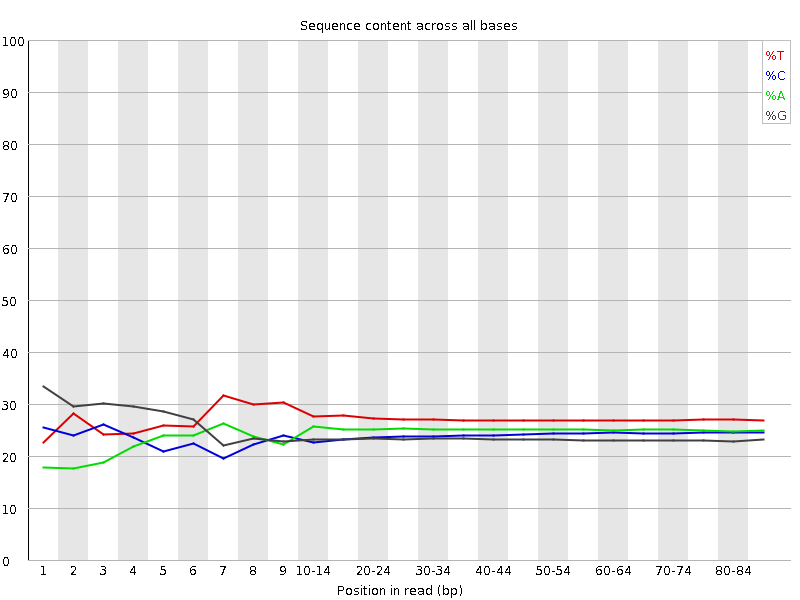 Sequence content across all bases
100
90
80
70
60
50
40
30
20
10
0
%T
%C
%A
%G
1 2 3 4 5 6 7 8 9 10-14 20-24 30-34 40-44 50-54 60-64 70-74 80-84
Position in read (bp)